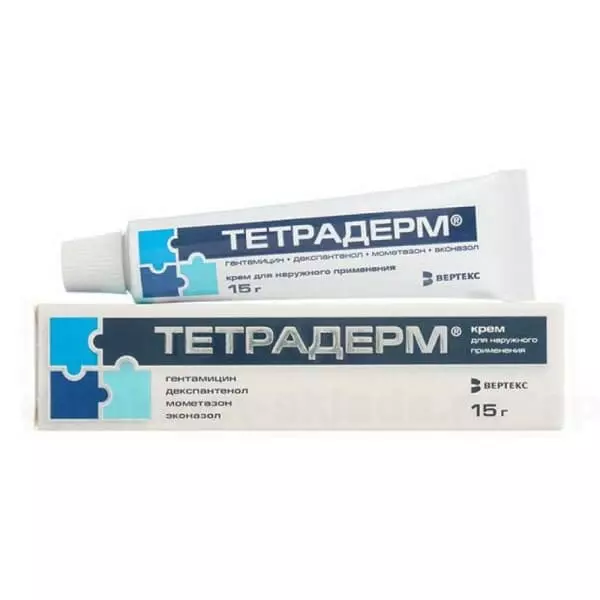 ТЕТРАДЕРМ®
гентамицин • декспантенол • мометазон • эконазол
крем для наружного применения
15 г
ВЕРТЕКС
ТЕТРАДЕРМ®
крем
для наружного
применения
гентамицин
декспантенол
мометазон
эконазол
ВЕРТЕКС
15 г